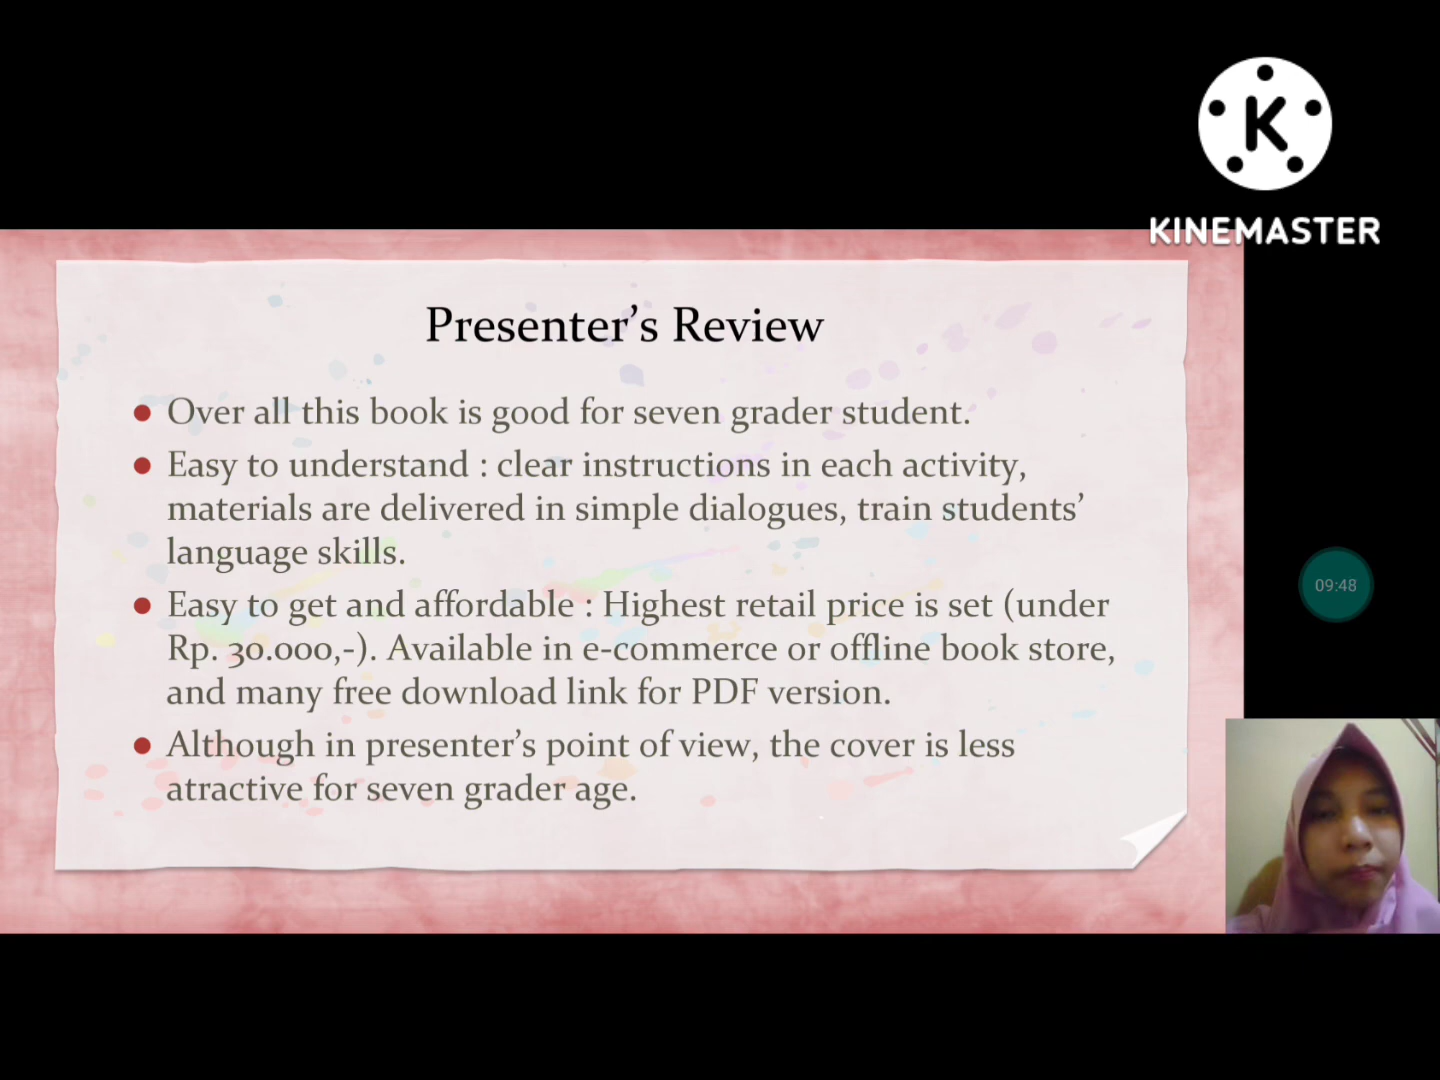 K
KINEMASTER
Presenter’s Review
Over all this book is good for seven grader student.
Easy to understand : clear instructions in each activity,
materials are delivered in simple dialogues, train students’
language skills.
Easy to get and affordable : Highest retail price is set (under
Rp. 30.000,-). Available in e-commerce or offline book store,
and many free download link for PDF version.
Although in presenter’s point of view, the cover is less
atractive for seven grader age.
09:48